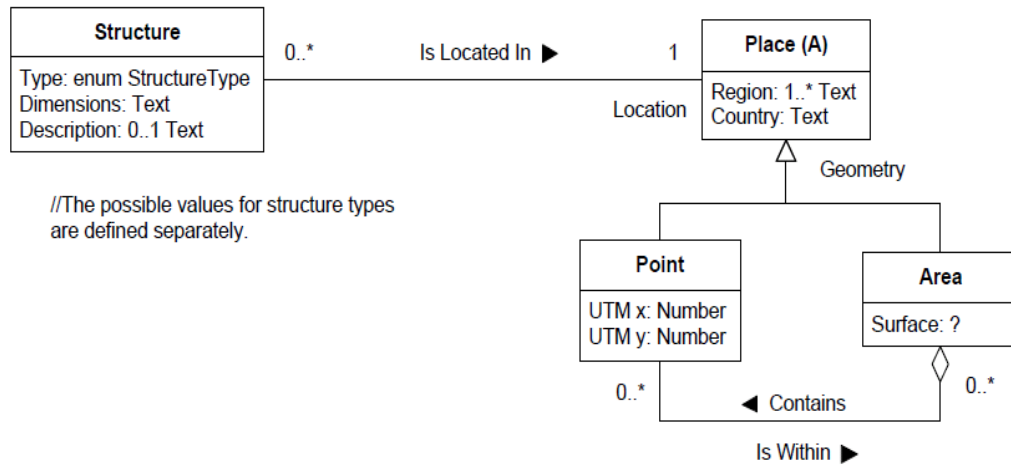 Structure
Type: enum StructureType
Dimensions: Text
Description: 0..1 Text
0..*
Is Located In ▶
1
Location
Place (A)
Region: 1..* Text
Country: Text
Geometry
//The possible values for structure types
are defined separately.
Point
UTM x: Number
UTM y: Number
Area
Surface: ?
0..*
◀ Contains
0..*
Is Within ▶